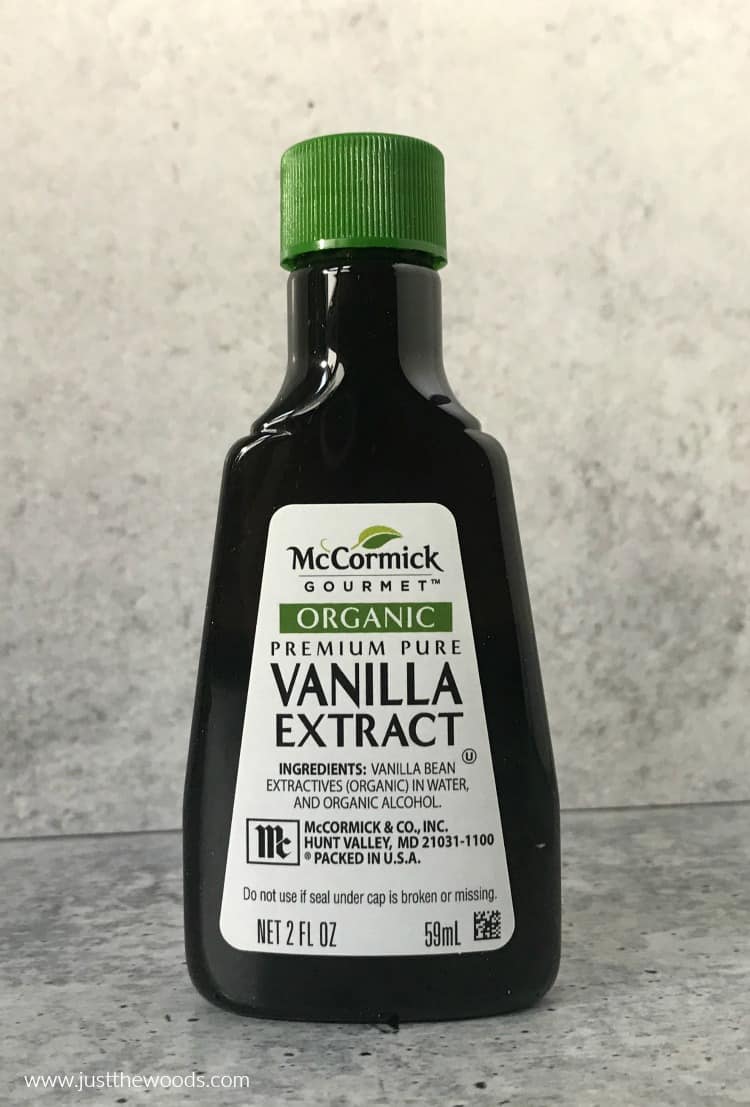 McCormick
GOURMET™
ORGANIC
PREMIUM PURE
VANILLA
EXTRACT
U
INGREDIENTS: VANILLA BEAN
EXTRACTIVES (ORGANIC) IN WATER,
AND ORGANIC ALCOHOL.
Mc
McCORMICK & CO., INC.
HUNT VALLEY, MD 21031-1100
® PACKED IN U.S.A.
Do not use if seal under cap is broken or missing.
NET 2 FL OZ 59mL
www.justthewoods.com